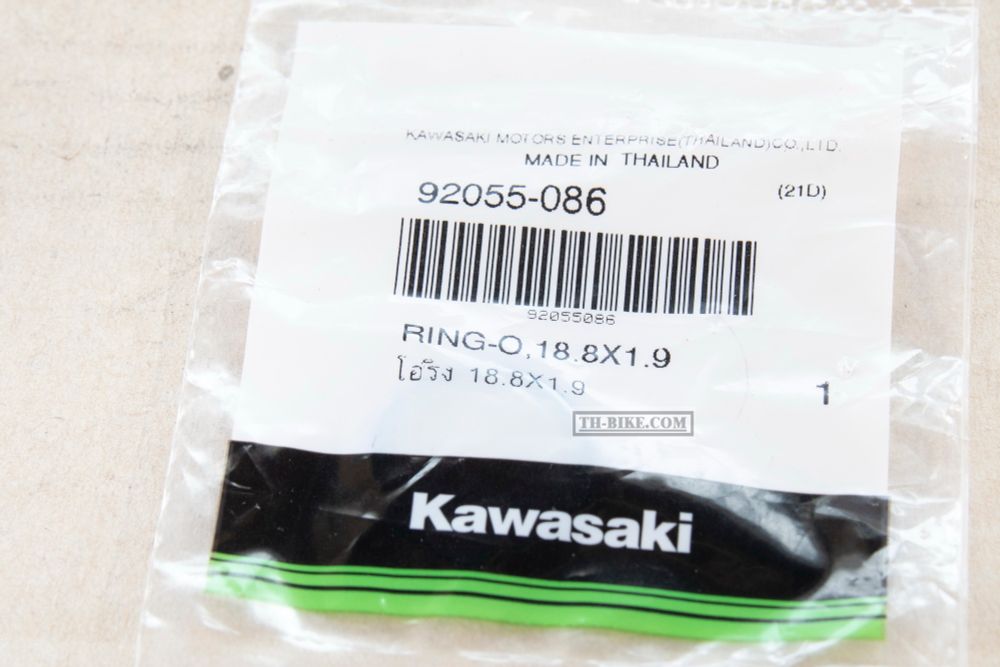 KAWASAKI MOTORS ENTERPRISE(THAILAND)CO.,LTD.
MADE IN THAILAND
92055-086 (21D)
92055086
RING-O,18.8X1.9
โอริง 18.8X1.9 1
TH-BIKE.COM
Kawasaki